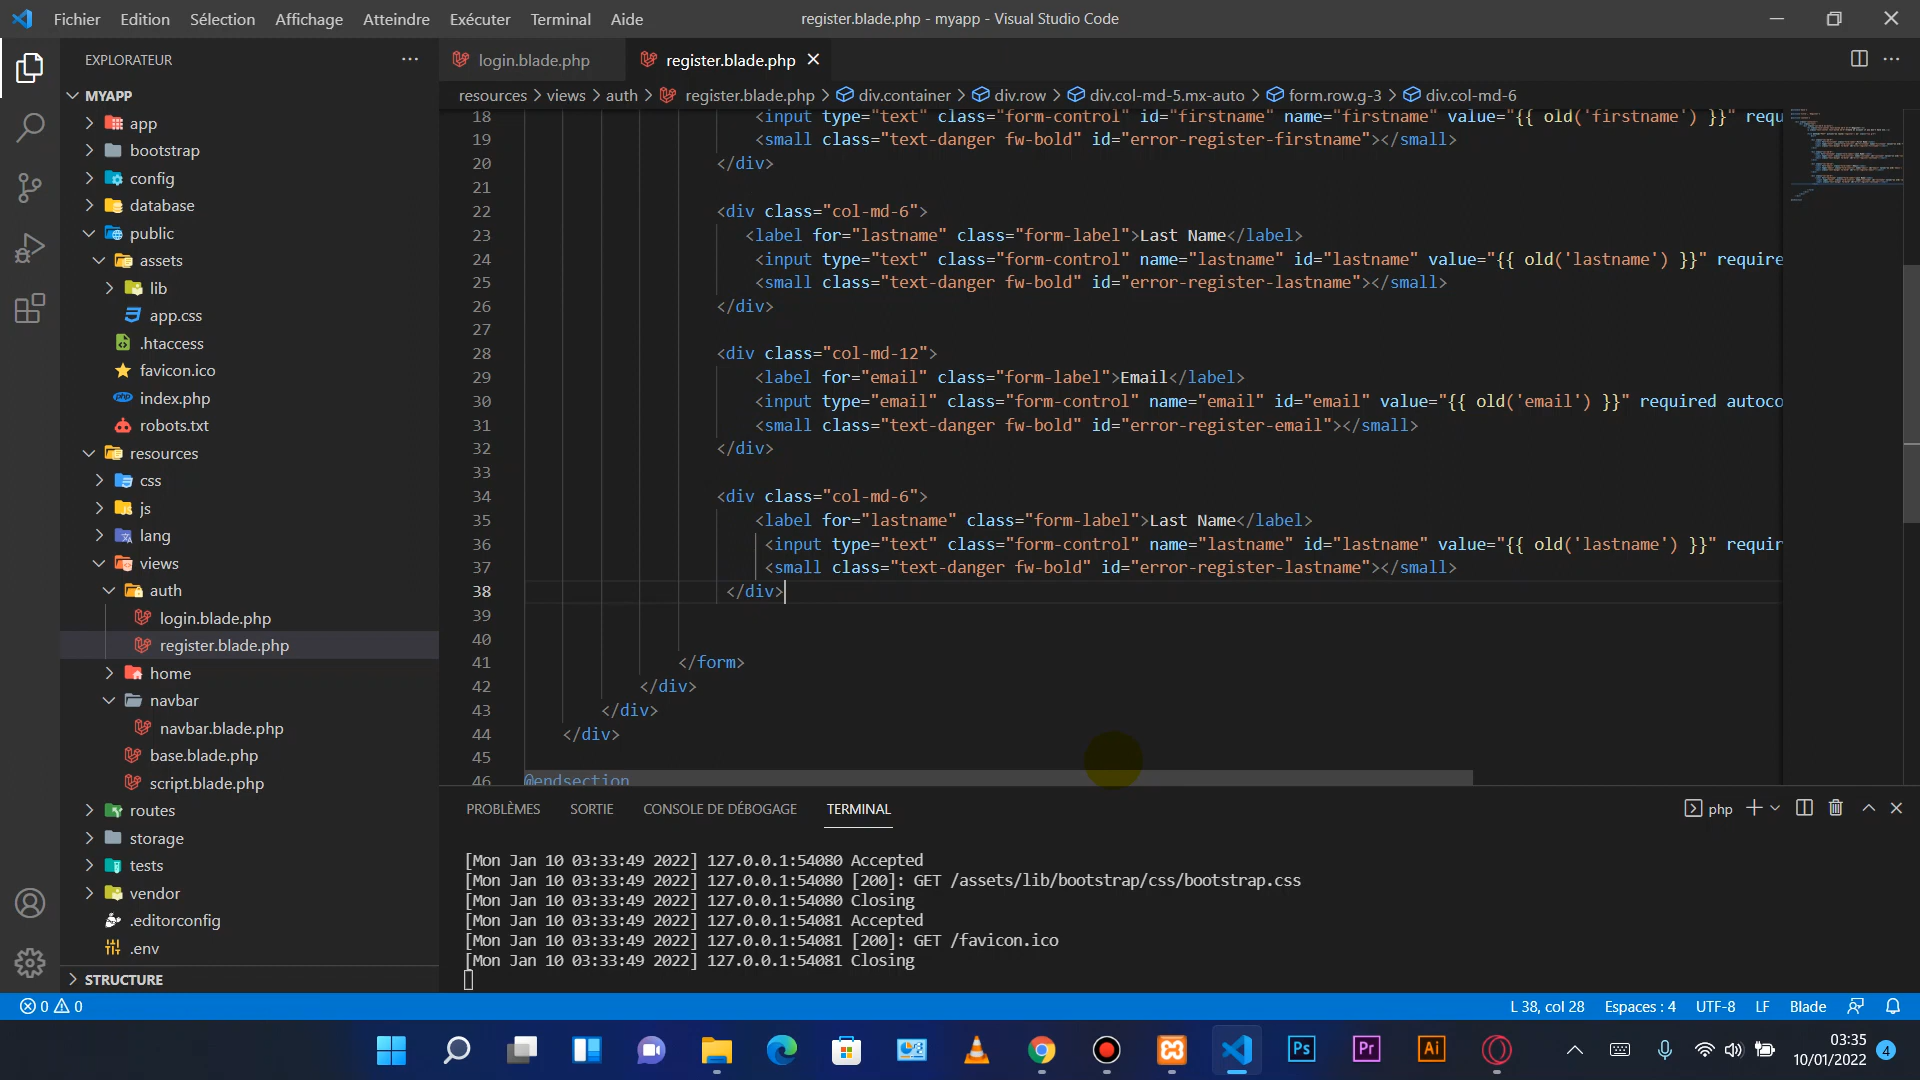 Fichier Edition Sélection Affichage Atteindre Exécuter Terminal Aide
register.blade.php - myapp - Visual Studio Code
EXPLORATEUR
MYAPP
app
bootstrap
config
database
public
assets
lib
app.css
.htaccess
favicon.ico
index.php
robots.txt
resources
css
js
lang
views
auth
login.blade.php
register.blade.php
home
navbar
navbar.blade.php
base.blade.php
script.blade.php
routes
storage
tests
vendor
.editorconfig
.env
STRUCTURE
login.blade.php
register.blade.php
resources > views > auth > register.blade.php > div.container > div.row > div.col-md-5.mx-auto > form.row.g-3 > div.col-md-6
18 <input type="text" class="form-control" id="firstname" name="firstname" value="{{ old('firstname') }}" requ
19 <small class="text-danger fw-bold" id="error-register-firstname"></small>
20 </div>
21
22 <div class="col-md-6">
23 <label for="lastname" class="form-label">Last Name</label>
24 <input type="text" class="form-control" name="lastname" id="lastname" value="{{ old('lastname') }}" require
25 <small class="text-danger fw-bold" id="error-register-lastname"></small>
26 </div>
27
28 <div class="col-md-12">
29 <label for="email" class="form-label">Email</label>
30 <input type="email" class="form-control" name="email" id="email" value="{{ old('email') }}" required autoco
31 <small class="text-danger fw-bold" id="error-register-email"></small>
32 </div>
33
34 <div class="col-md-6">
35 <label for="lastname" class="form-label">Last Name</label>
36 <input type="text" class="form-control" name="lastname" id="lastname" value="{{ old('lastname') }}" requir
37 <small class="text-danger fw-bold" id="error-register-lastname"></small>
38 </div>
39
40
41 </form>
42 </div>
43 </div>
44 </div>
45
46 @endsection
PROBLÈMES SORTIE CONSOLE DE DÉBOGAGE TERMINAL
php
[Mon Jan 10 03:33:49 2022] 127.0.0.1:54080 Accepted
[Mon Jan 10 03:33:49 2022] 127.0.0.1:54080 [200]: GET /assets/lib/bootstrap/css/bootstrap.css
[Mon Jan 10 03:33:49 2022] 127.0.0.1:54080 Closing
[Mon Jan 10 03:33:49 2022] 127.0.0.1:54081 Accepted
[Mon Jan 10 03:33:49 2022] 127.0.0.1:54081 [200]: GET /favicon.ico
[Mon Jan 10 03:33:49 2022] 127.0.0.1:54081 Closing
0 0
L 38, col 28 Espaces : 4 UTF-8 LF Blade
Ps Pr Ai
03:35
10/01/2022 4